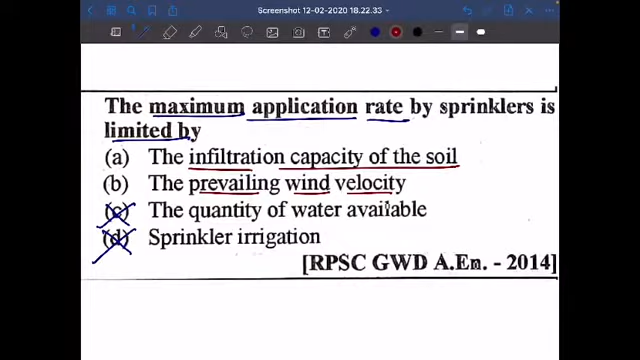 Screenshot 12-02-2020 18.22.33
The maximum application rate by sprinklers is
limited by
(a) The infiltration capacity of the soil
(b) The prevailing wind velocity
(c) The quantity of water available
(d) Sprinkler irrigation
[RPSC GWD A.En. - 2014]